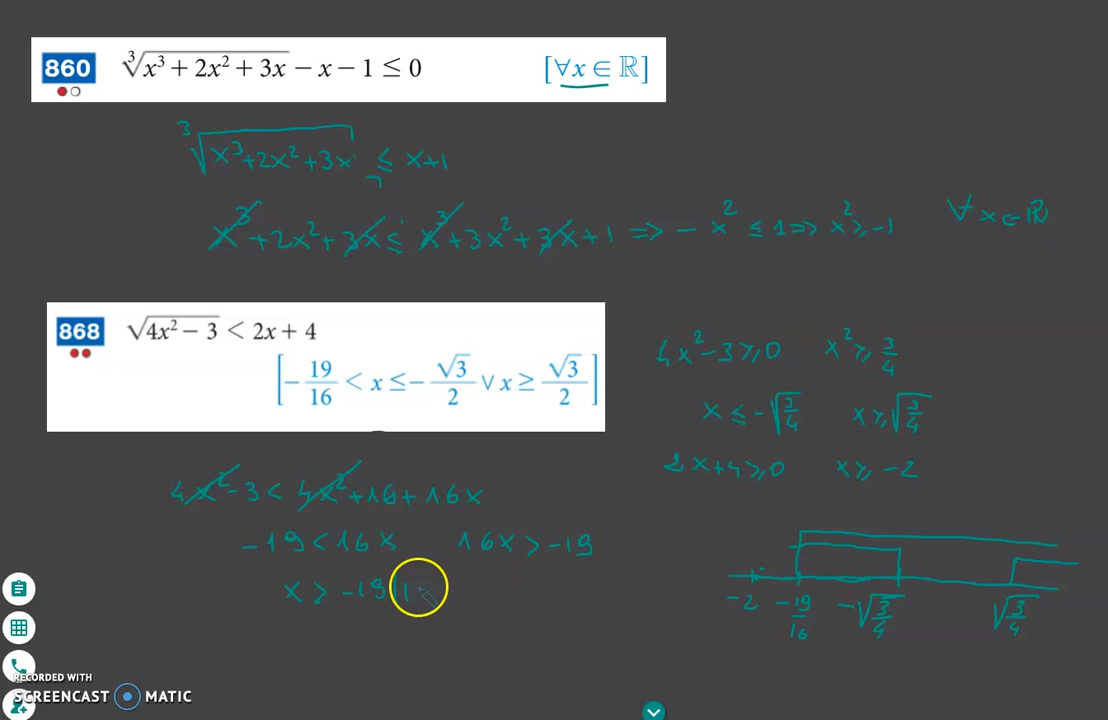 860 ∛(x³ + 2x² + 3x) − x − 1 ≤ 0 [∀x ∈ ℝ]
∛(x³+2x²+3x) ≤ x+1
x³+2x²+3x ≤ x³+3x²+3x+1 => −x² ≤ 1 => x² ≥ −1 ∀x∈ℝ
868 √(4x² − 3) < 2x + 4
[−19/16 < x ≤ −√3/2 ∨ x ≥ √3/2]
4x²−3 ≥ 0 x² ≥ 3/4
x ≤ −√(3/4) x ≥ √(3/4)
2x+4 ≥ 0 x ≥ −2
4x²−3 < 4x²+16+16x
−19 < 16x 16x > −19
x > −19/1
−2 −19/16 −√(3/4) √(3/4)
RECORDED WITH
SCREENCAST MATIC